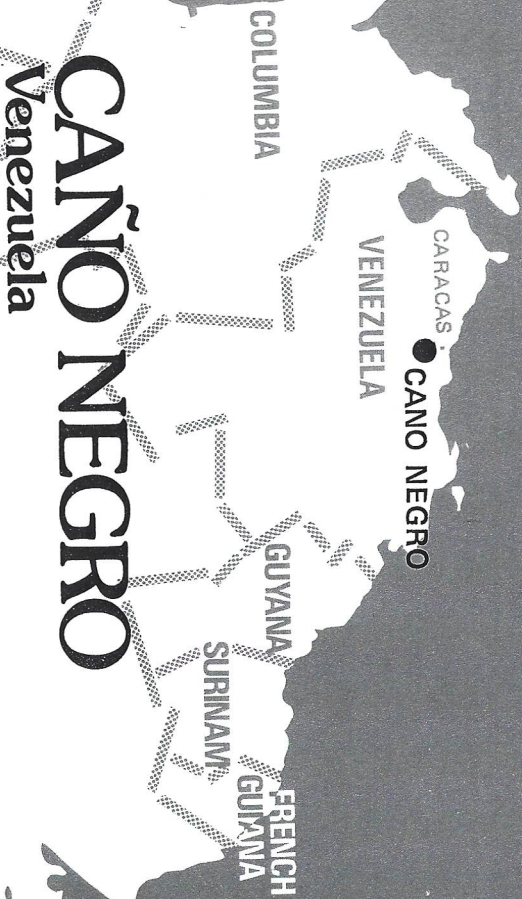 COLUMBIA
VENEZUELA
CARACAS
CANO NEGRO
GUYANA
SURINAM
FRENCH
GUIANA
CAÑO NEGRO
Venezuela